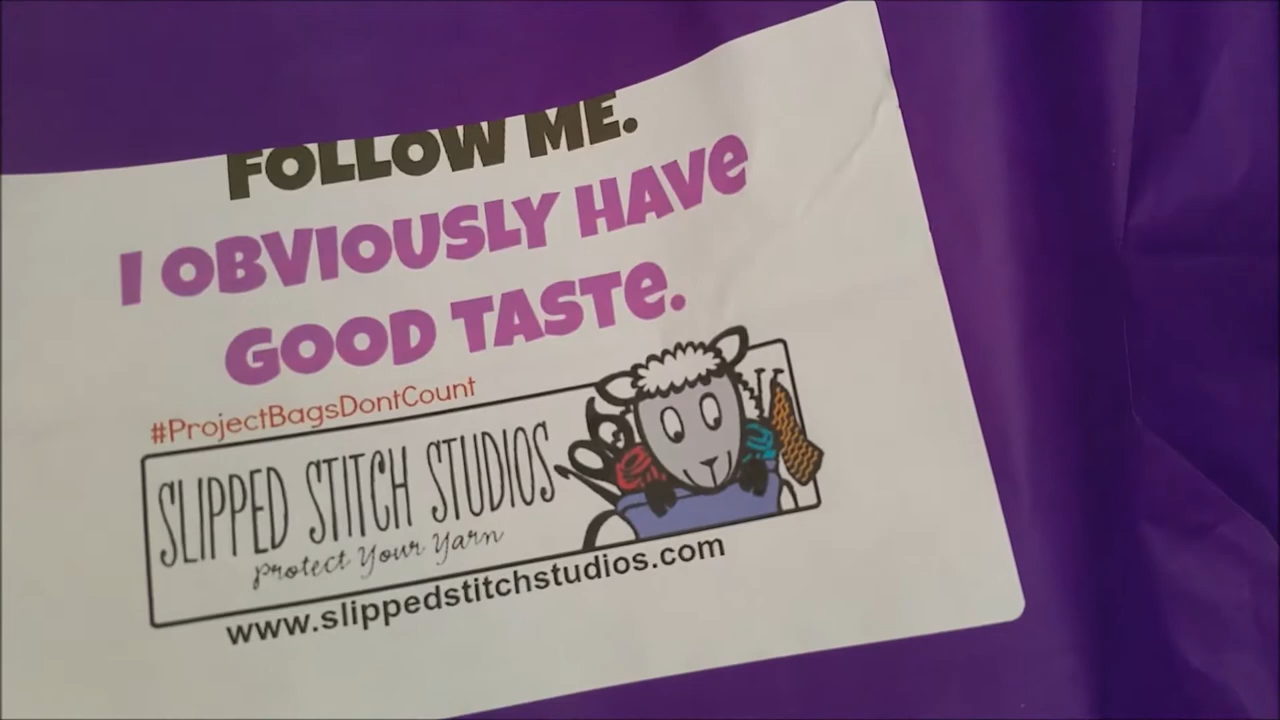 FOLLOW ME.
I OBVIOUSLY HAVE
GOOD TASTE.
#ProjectBagsDontCount
SLIPPED STITCH STUDIOS
Protect Your Yarn
www.slippedstitchstudios.com